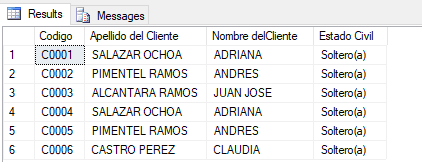 Results Messages
Codigo Apellido del Cliente Nombre delCliente Estado Civil
1 C0001 SALAZAR OCHOA ADRIANA Soltero(a)
2 C0002 PIMENTEL RAMOS ANDRES Soltero(a)
3 C0003 ALCANTARA RAMOS JUAN JOSE Soltero(a)
4 C0004 SALAZAR OCHOA ADRIANA Soltero(a)
5 C0005 PIMENTEL RAMOS ANDRES Soltero(a)
6 C0006 CASTRO PEREZ CLAUDIA Soltero(a)